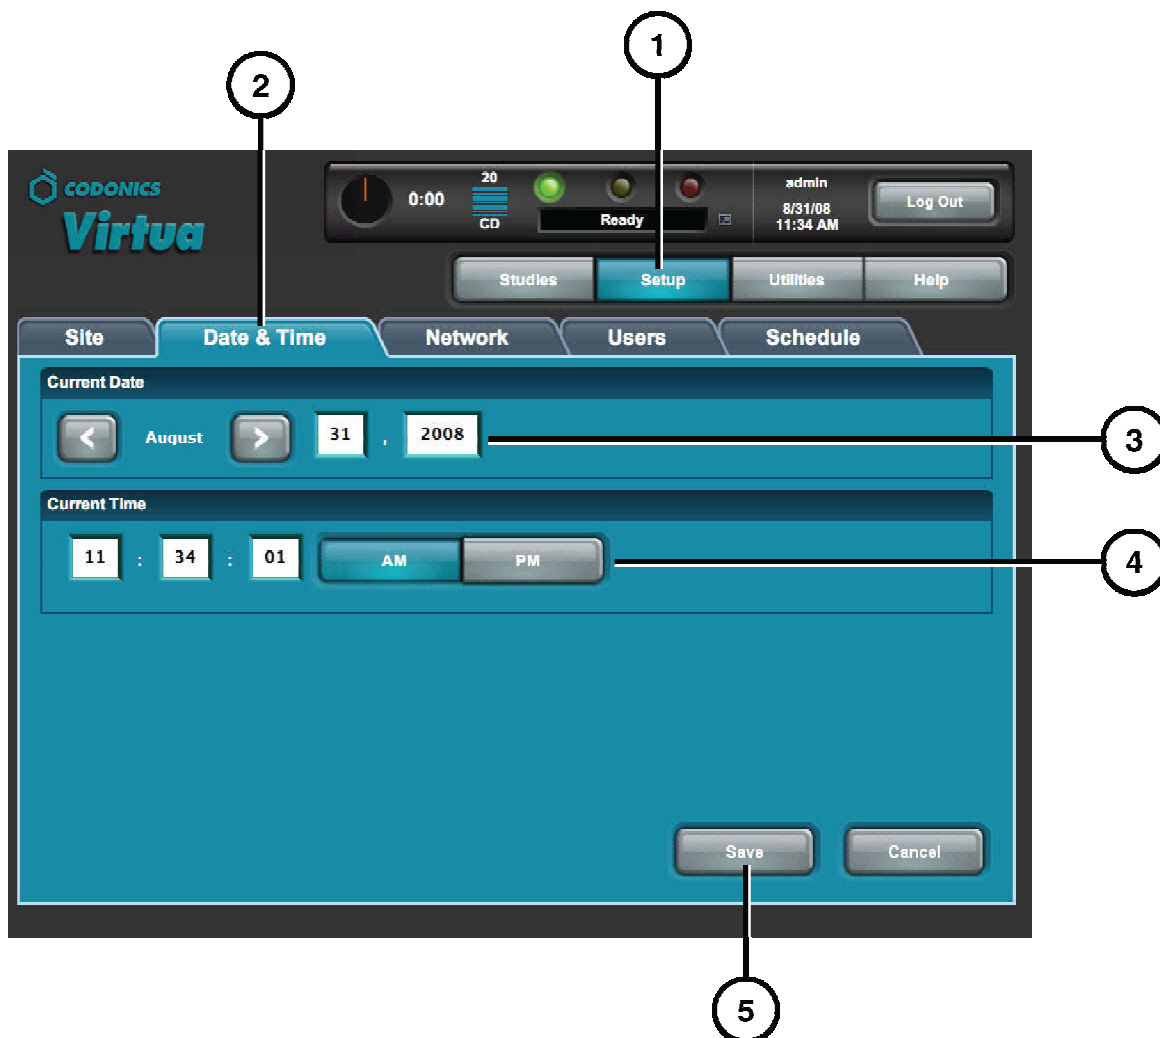 1
2
CODONICS
Virtua
0:00
20
CD
Ready
admin
8/31/08
11:34 AM
Log Out
Studies
Setup
Utilities
Help
Site
Date & Time
Network
Users
Schedule
Current Date
<
August
>
31 , 2008
3
Current Time
11 : 34 : 01
AM
PM
4
Save
Cancel
5